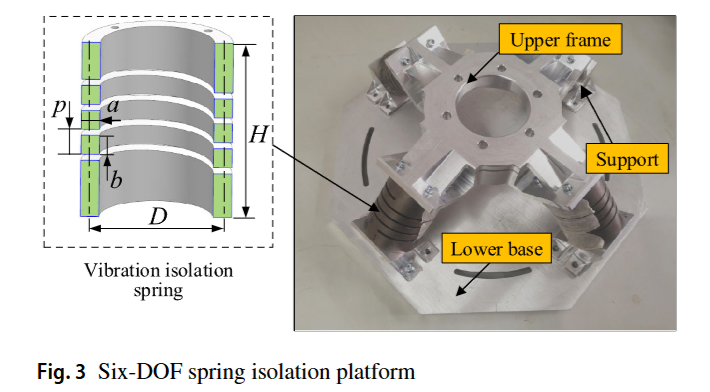 p
a
H
b
D
Vibration isolation
spring
Upper frame
Support
Lower base
Fig. 3 Six-DOF spring isolation platform